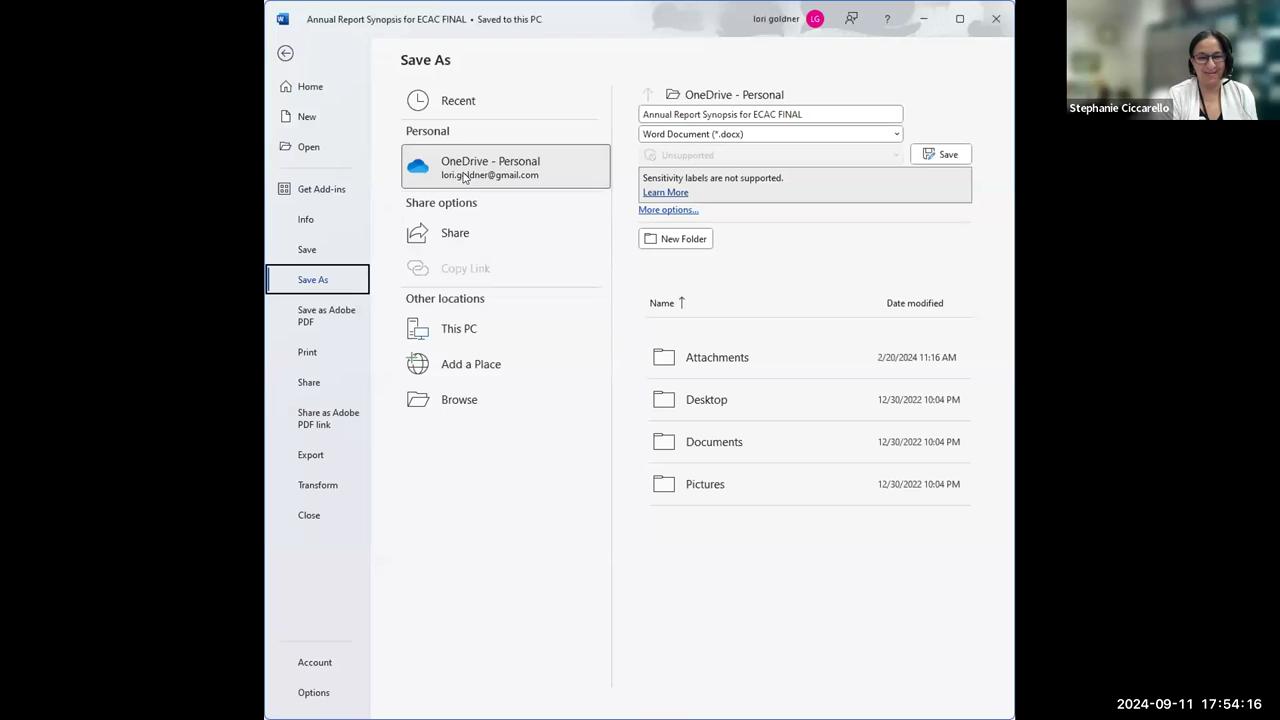 Annual Report Synopsis for ECAC FINAL • Saved to this PC
lori goldner
LG
?
Home
New
Open
Get Add-ins
Info
Save
Save As
Save as Adobe
PDF
Print
Share
Share as Adobe
PDF link
Export
Transform
Close
Account
Options
Save As
Recent
Personal
OneDrive - Personal
lori.goldner@gmail.com
Share options
Share
Copy Link
Other locations
This PC
Add a Place
Browse
OneDrive - Personal
Annual Report Synopsis for ECAC FINAL
Word Document (*.docx)
Unsupported
Save
Sensitivity labels are not supported.
Learn More
More options...
New Folder
Name Date modified
Attachments 2/20/2024 11:16 AM
Desktop 12/30/2022 10:04 PM
Documents 12/30/2022 10:04 PM
Pictures 12/30/2022 10:04 PM
Stephanie Ciccarello
2024-09-11 17:54:16